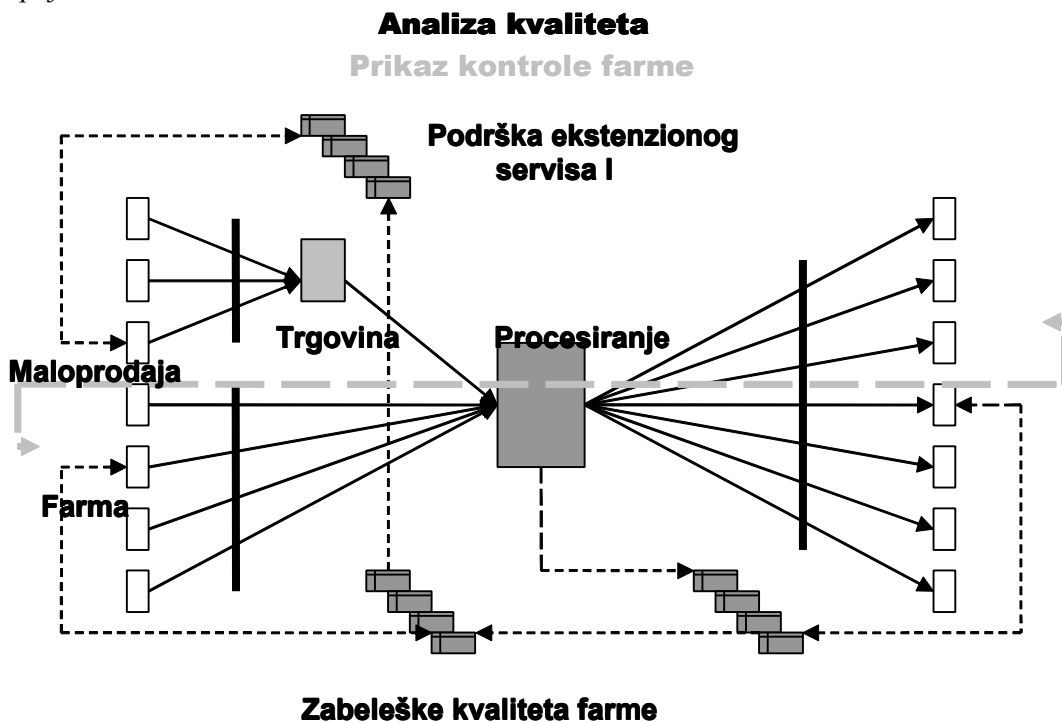 Analiza kvaliteta
Prikaz kontrole farme
Podrška ekstenzionog
servisa I
Trgovina
Procesiranje
Maloprodaja
Farma
Zabeleške kvaliteta farme